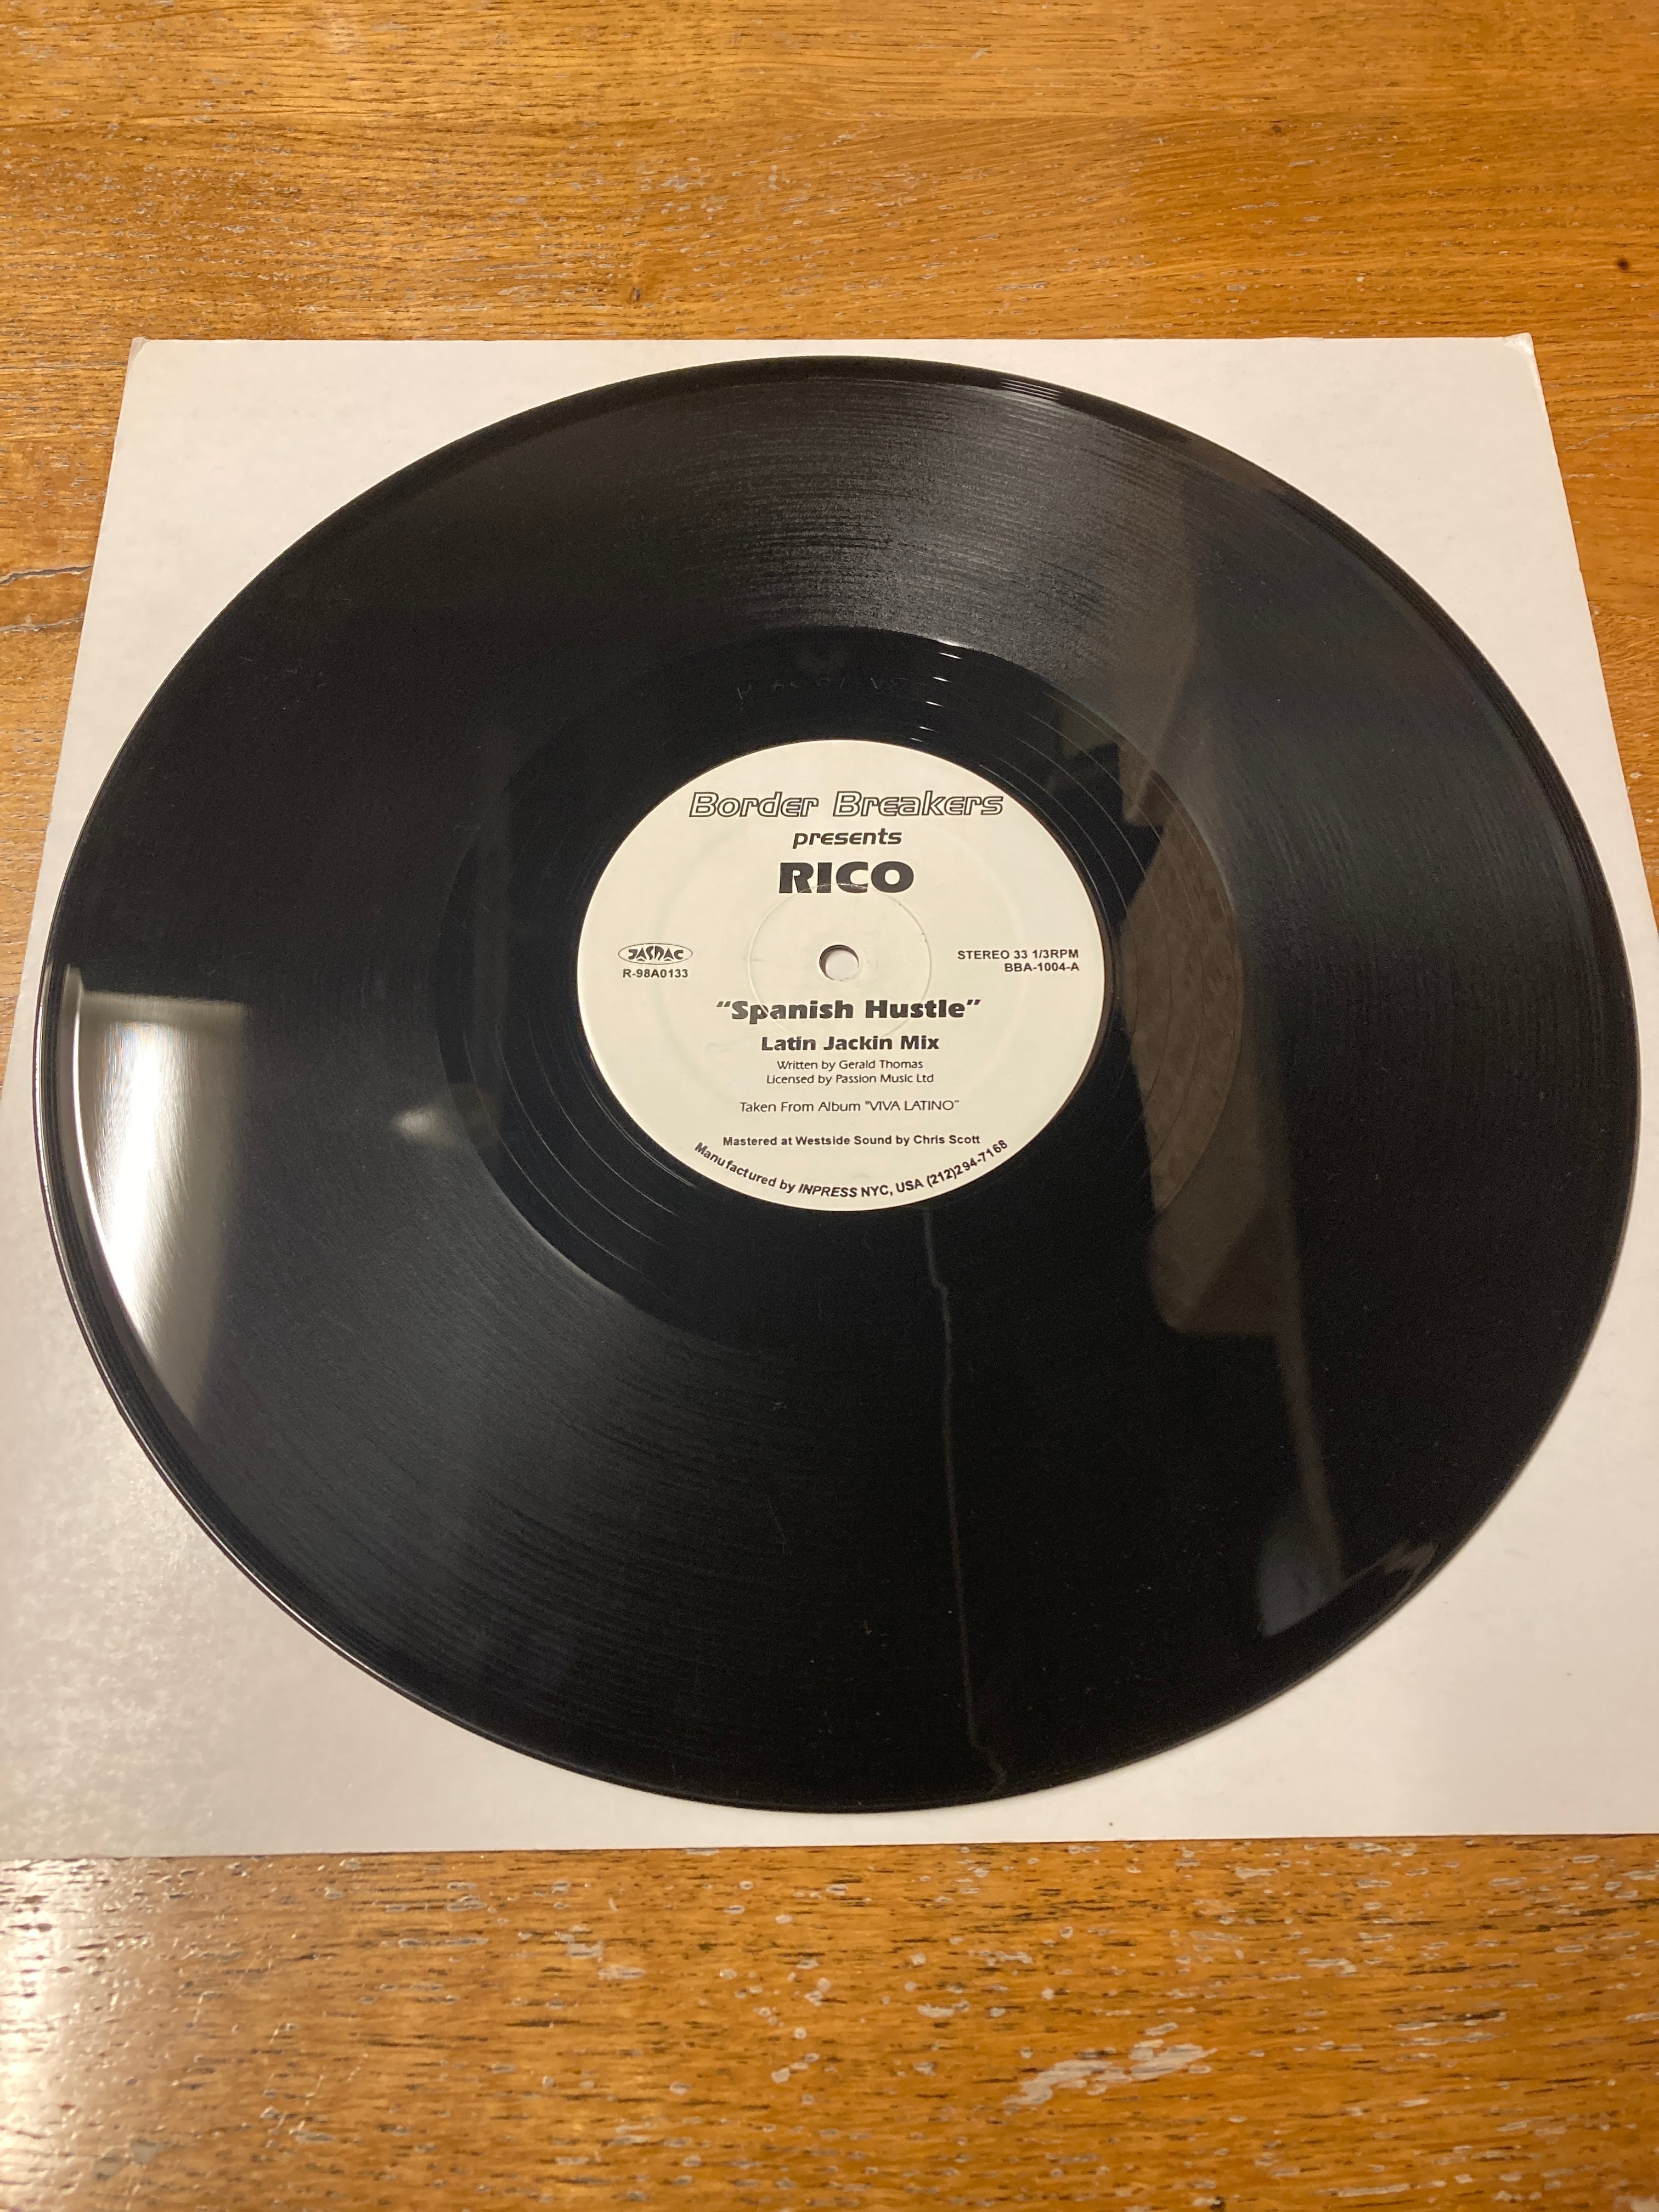 Border Breakers
presents
RICO
JASRAC
R-98A0133
STEREO 33 1/3RPM
BBA-1004-A
"Spanish Hustle"
Latin Jackin Mix
Written by Gerald Thomas
Licensed by Passion Music Ltd
Taken From Album "VIVA LATINO"
Mastered at Westside Sound by Chris Scott
Manufactured by INPRESS NYC, USA (212)294-7168